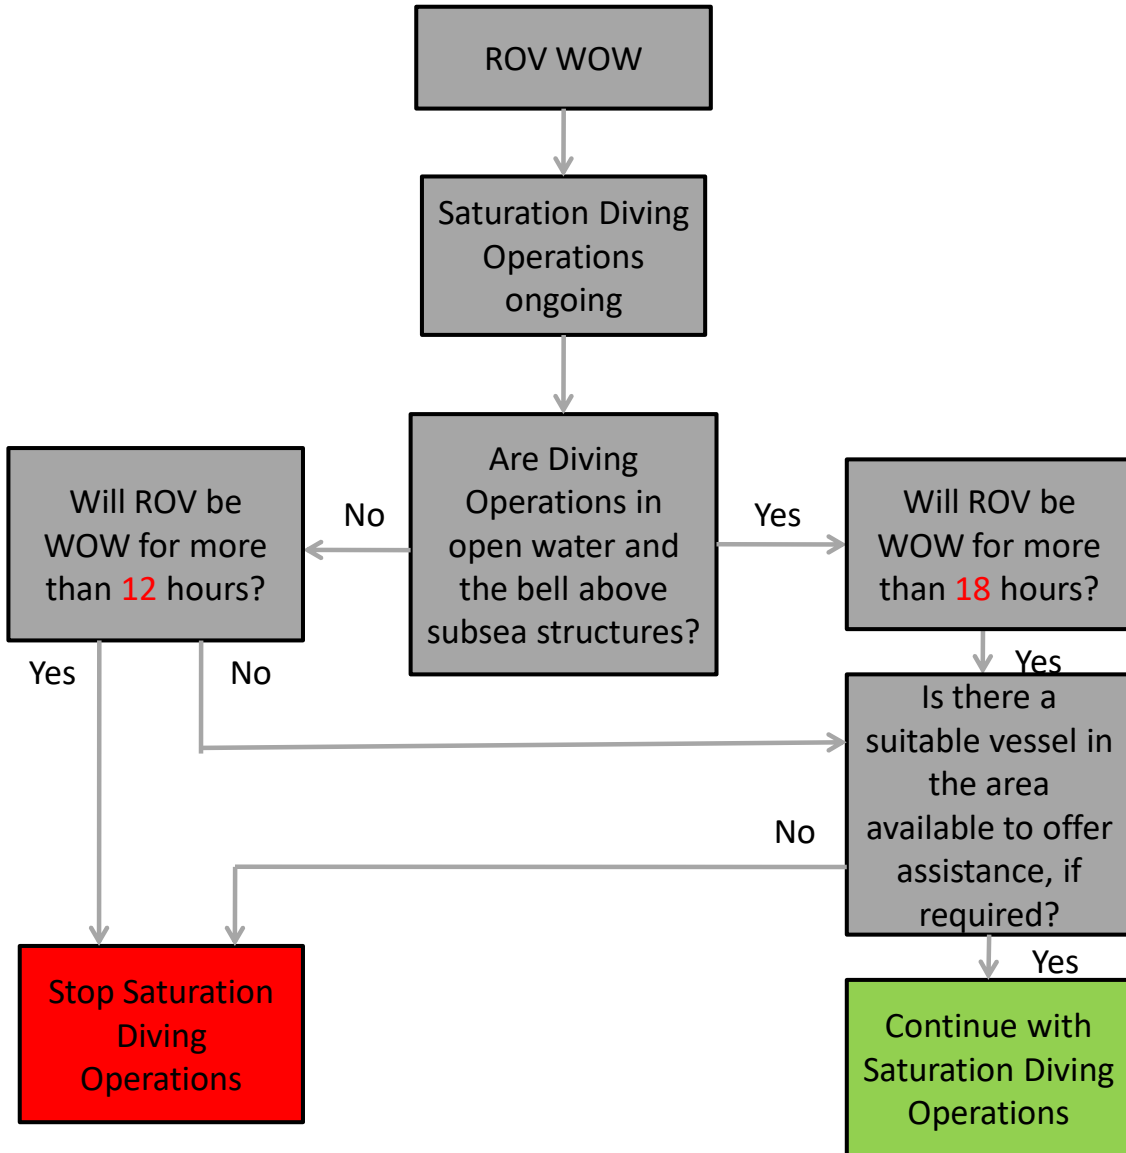 ROV WOW
Saturation Diving
Operations
ongoing
Are Diving
Operations in
open water and
the bell above
subsea structures?
No
Yes
Will ROV be
WOW for more
than 12 hours?
Will ROV be
WOW for more
than 18 hours?
Yes
No
Yes
Is there a
suitable vessel in
the area
available to offer
assistance, if
required?
No
Yes
Stop Saturation
Diving
Operations
Continue with
Saturation Diving
Operations